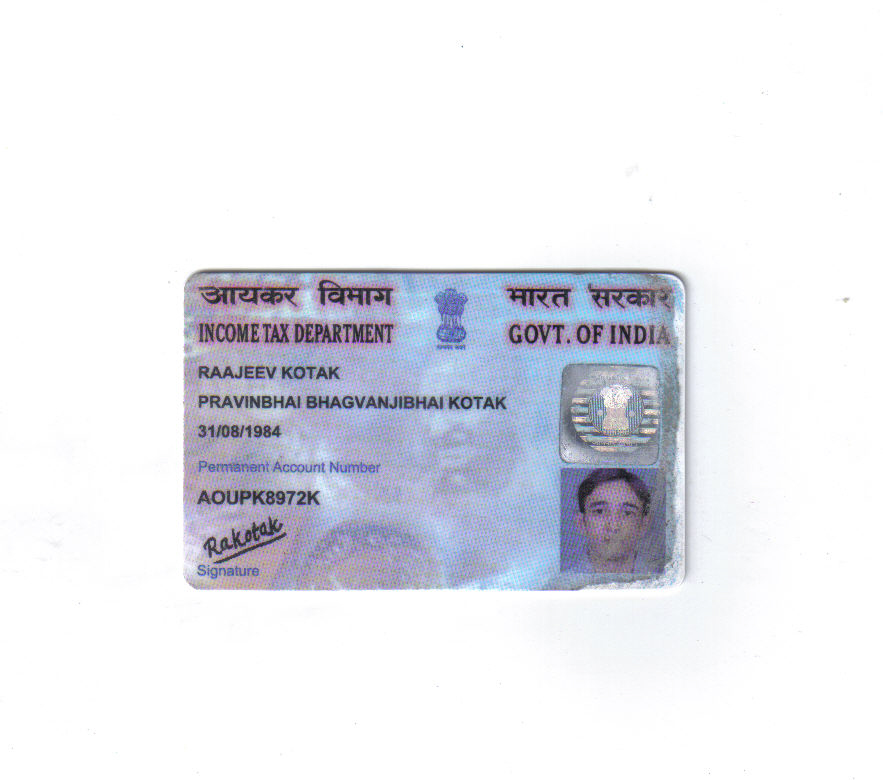 आयकर विभाग भारत सरकार
INCOME TAX DEPARTMENT GOVT. OF INDIA
RAAJEEV KOTAK
PRAVINBHAI BHAGVANJIBHAI KOTAK
31/08/1984
Permanent Account Number
AOUPK8972K
Rakotak
Signature